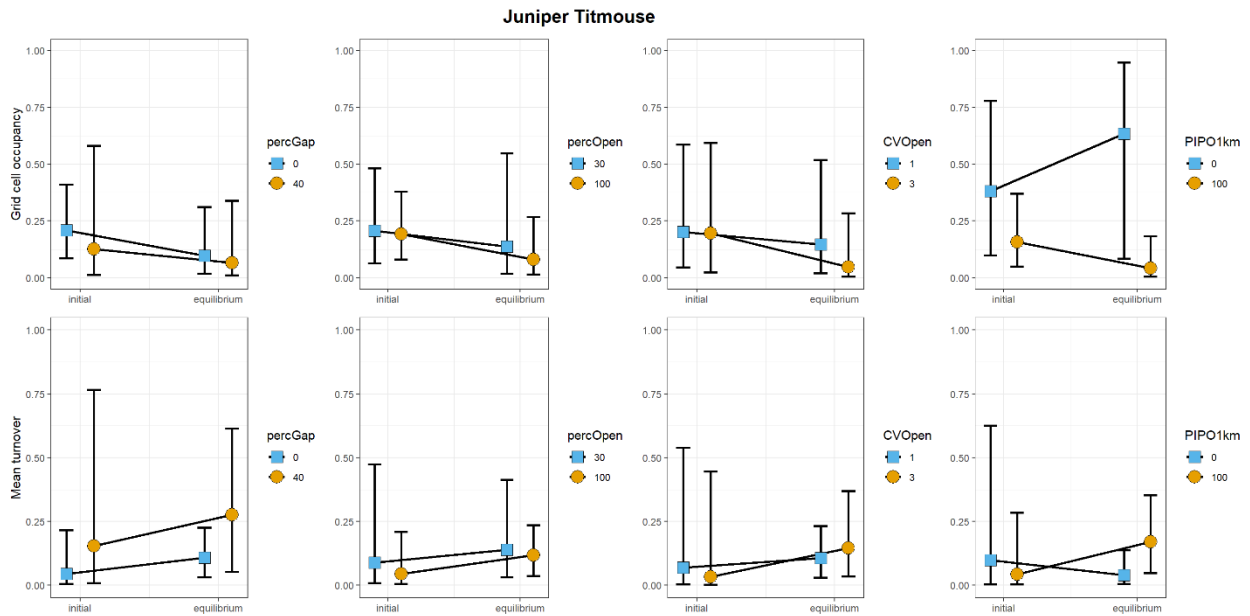 Juniper Titmouse
Grid cell occupancy
1.00
0.75
0.50
0.25
0.00
initial
equilibrium
percGap
0
40
1.00
0.75
0.50
0.25
0.00
initial
equilibrium
percOpen
30
100
1.00
0.75
0.50
0.25
0.00
initial
equilibrium
CVOpen
1
3
1.00
0.75
0.50
0.25
0.00
initial
equilibrium
PIPO1km
0
100
Mean turnover
1.00
0.75
0.50
0.25
0.00
initial
equilibrium
percGap
0
40
1.00
0.75
0.50
0.25
0.00
initial
equilibrium
percOpen
30
100
1.00
0.75
0.50
0.25
0.00
initial
equilibrium
CVOpen
1
3
1.00
0.75
0.50
0.25
0.00
initial
equilibrium
PIPO1km
0
100